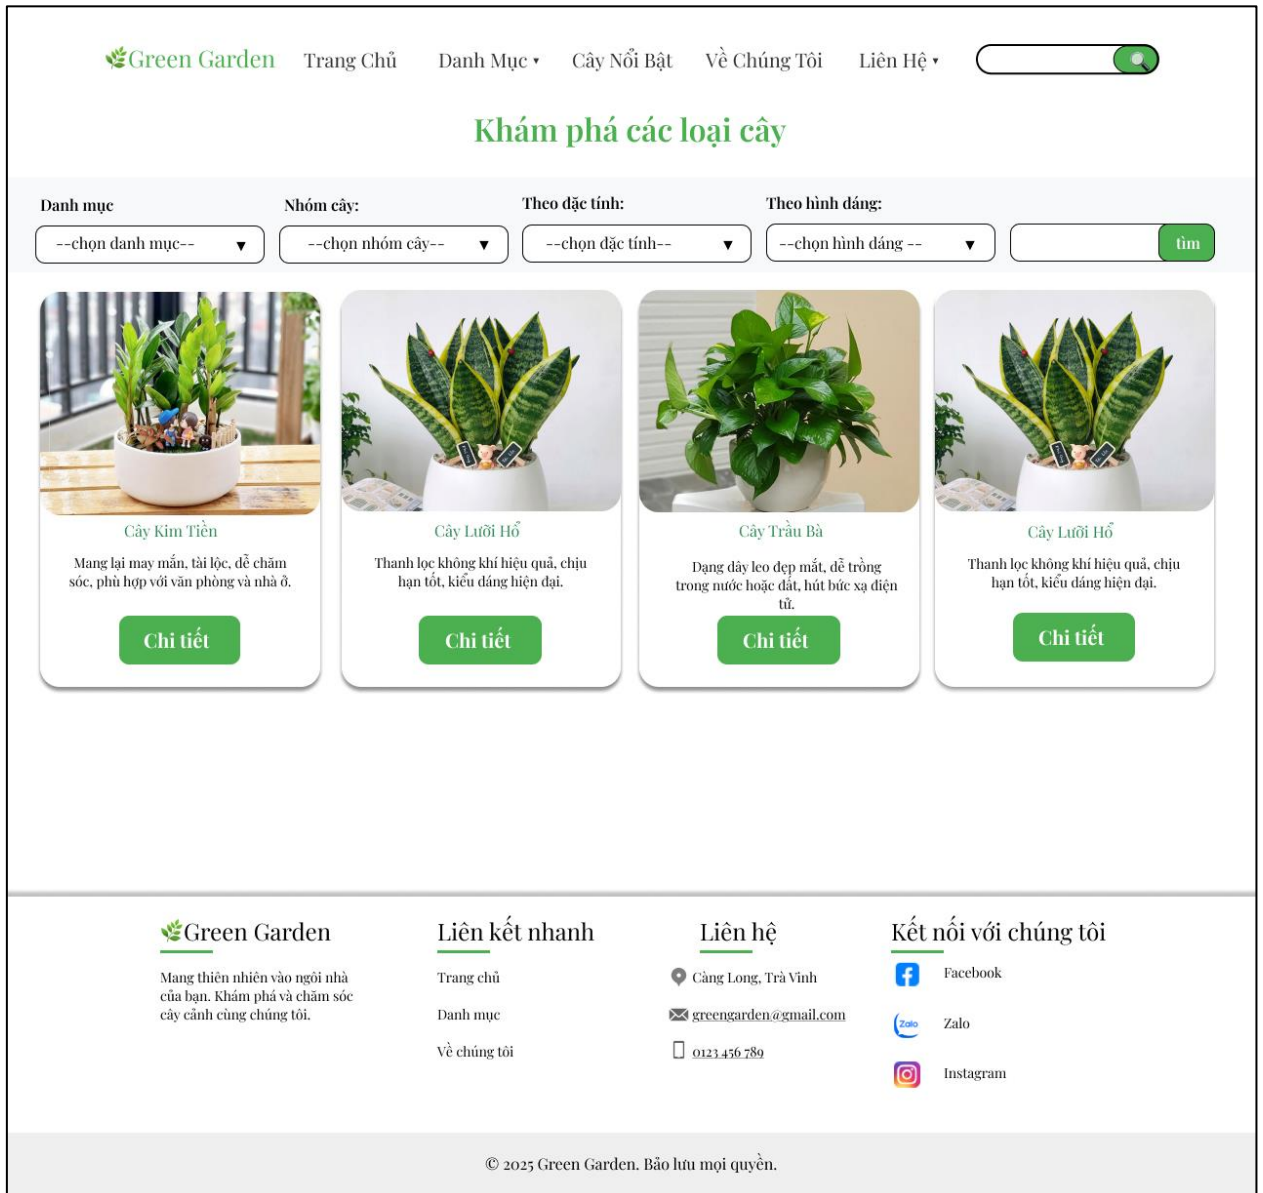 Green Garden
Trang Chủ
Danh Mục ▾
Cây Nổi Bật
Về Chúng Tôi
Liên Hệ ▾
Khám phá các loại cây
Danh mục
Nhóm cây:
Theo đặc tính:
Theo hình dáng:
--chọn danh mục-- ▼
--chọn nhóm cây-- ▼
--chọn đặc tính-- ▼
--chọn hình dáng -- ▼
tìm
Cây Kim Tiền
Mang lại may mắn, tài lộc, dễ chăm
sóc, phù hợp với văn phòng và nhà ở.
Chi tiết
Cây Lưỡi Hổ
Thanh lọc không khí hiệu quả, chịu
hạn tốt, kiểu dáng hiện đại.
Chi tiết
Cây Trầu Bà
Dạng dây leo đẹp mắt, dễ trồng
trong nước hoặc đất, hút bức xạ điện
tử.
Chi tiết
Cây Lưỡi Hổ
Thanh lọc không khí hiệu quả, chịu
hạn tốt, kiểu dáng hiện đại.
Chi tiết
Green Garden
Mang thiên nhiên vào ngôi nhà
của bạn. Khám phá và chăm sóc
cây cảnh cùng chúng tôi.
Liên kết nhanh
Trang chủ
Danh mục
Về chúng tôi
Liên hệ
Càng Long, Trà Vinh
greengarden@gmail.com
0123 456 789
Kết nối với chúng tôi
Facebook
Zalo
Zalo
Instagram
© 2025 Green Garden. Bảo lưu mọi quyền.